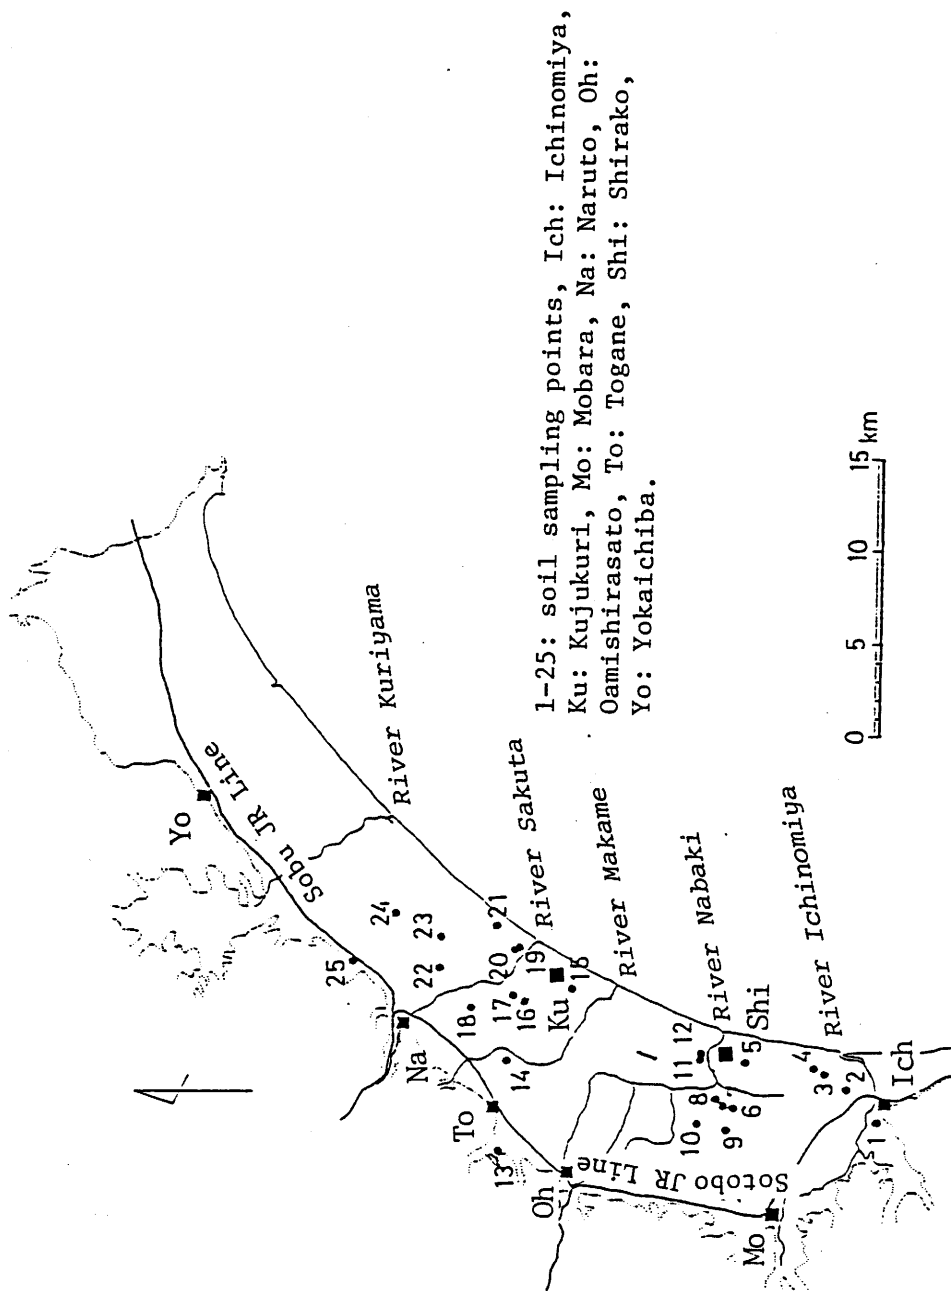 Yo
Sobu JR Line
River Kuriyama
25
24
23
22
21
20
19
River Sakuta
Na
18
17
16
Ku
15
River Makame
14
To
13
Oh
12
11
River Nabaki
Shi
10
9
8
6
5
4
3
2
River Ichinomiya
Sotobo JR Line
Mo
1
Ich
0 5 10 15 km
1-25: soil sampling points, Ich: Ichinomiya,
Ku: Kujukuri, Mo: Mobara, Na: Naruto, Oh:
Oamishirasato, To: Togane, Shi: Shirako,
Yo: Yokaichiba.